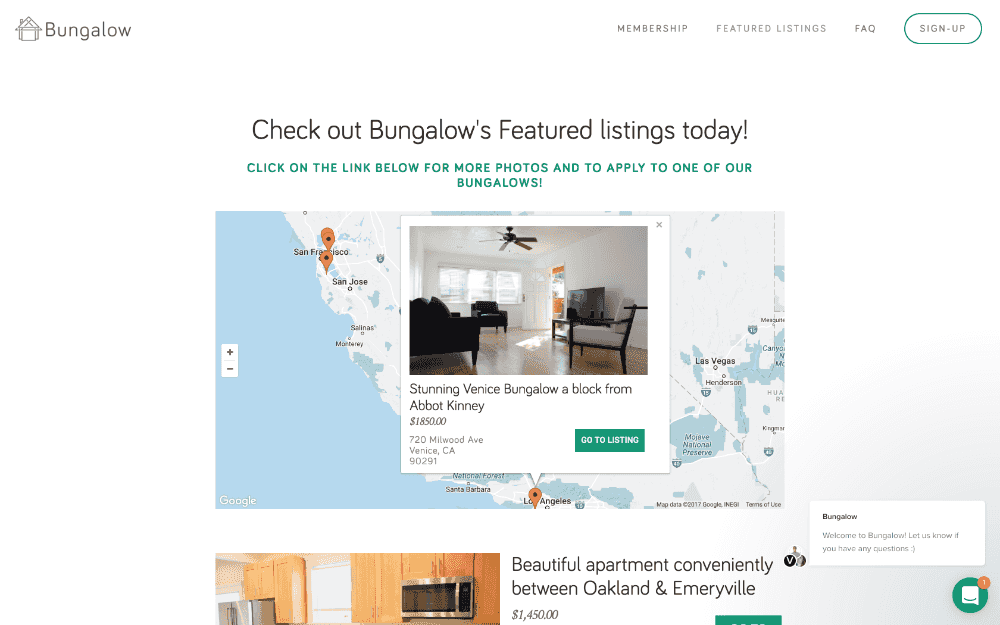 Bungalow
MEMBERSHIP FEATURED LISTINGS FAQ SIGN-UP
Check out Bungalow's Featured listings today!
CLICK ON THE LINK BELOW FOR MORE PHOTOS AND TO APPLY TO ONE OF OUR
BUNGALOWS!
San Francisco
San Jose
Salinas
Monterey
+
−
×
Stunning Venice Bungalow a block from
Abbot Kinney
$1850.00
720 Milwood Ave
Venice, CA
90291
GO TO LISTING
National Forest
Santa Barbara
Los Angeles
Las Vegas
Henderson
15
15
40
40
5
Mojave
National
Preserve
Google
Map data ©2017 Google, INEGI Terms of Use
Bungalow
Welcome to Bungalow! Let us know if
you have any questions :)
V
1
Beautiful apartment conveniently
between Oakland & Emeryville
$1,450.00